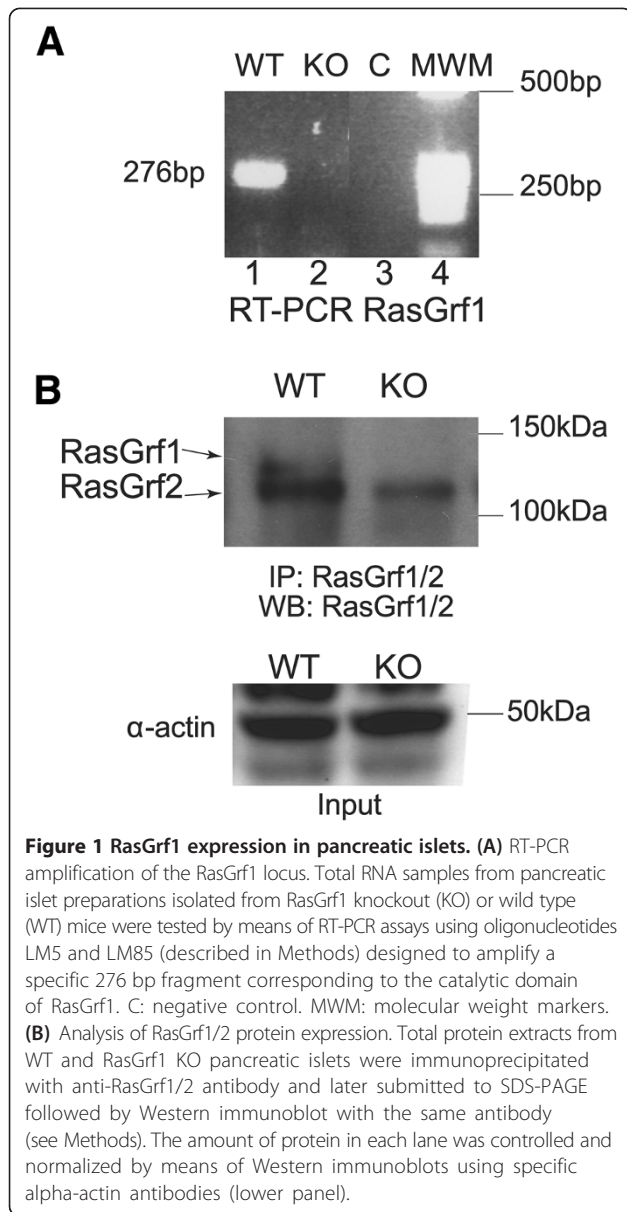 A
WT KO C MWM
500bp
276bp
250bp
1 2 3 4
RT-PCR RasGrf1
B
WT KO
150kDa
RasGrf1
RasGrf2
100kDa
IP: RasGrf1/2
WB: RasGrf1/2
WT KO
50kDa
α-actin
Input
Figure 1 RasGrf1 expression in pancreatic islets. (A) RT-PCR
amplification of the RasGrf1 locus. Total RNA samples from pancreatic
islet preparations isolated from RasGrf1 knockout (KO) or wild type
(WT) mice were tested by means of RT-PCR assays using oligonucleotides
LM5 and LM85 (described in Methods) designed to amplify a
specific 276 bp fragment corresponding to the catalytic domain
of RasGrf1. C: negative control. MWM: molecular weight markers.
(B) Analysis of RasGrf1/2 protein expression. Total protein extracts from
WT and RasGrf1 KO pancreatic islets were immunoprecipitated
with anti-RasGrf1/2 antibody and later submitted to SDS-PAGE
followed by Western immunoblot with the same antibody
(see Methods). The amount of protein in each lane was controlled and
normalized by means of Western immunoblots using specific
alpha-actin antibodies (lower panel).